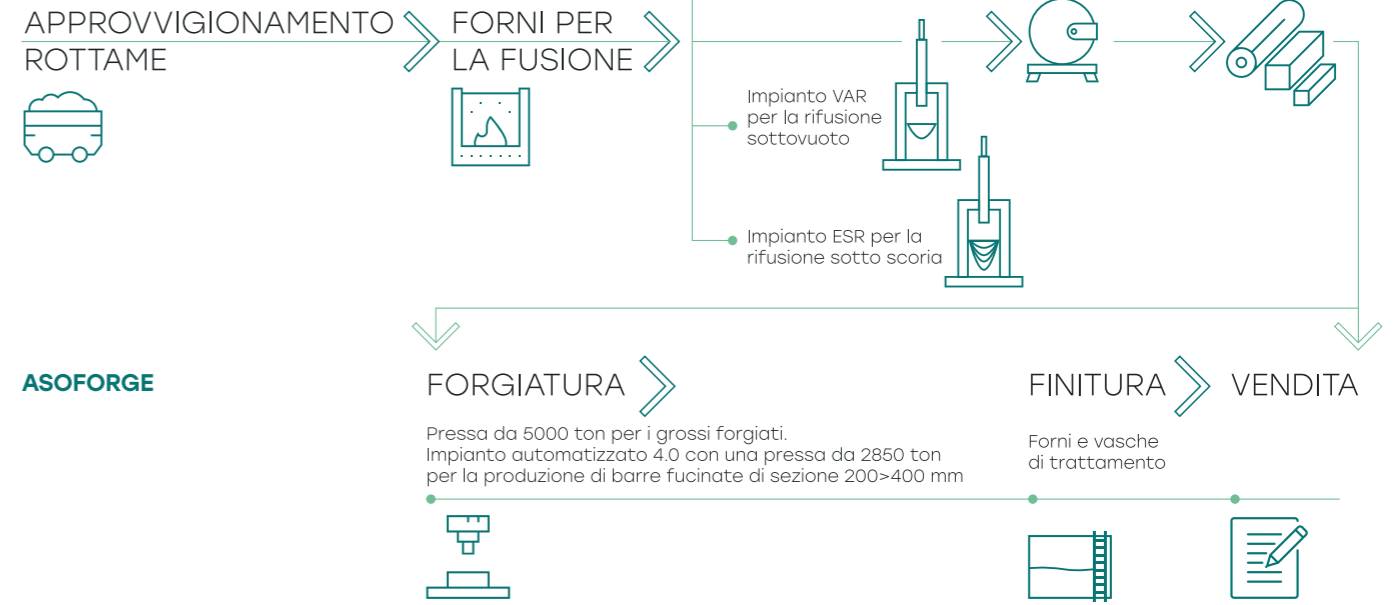 APPROVVIGIONAMENTO
ROTTAME
FORNI PER
LA FUSIONE
Impianto VAR
per la rifusione
sottovuoto
Impianto ESR per la
rifusione sotto scoria
ASOFORGE
FORGIATURA
Pressa da 5000 ton per i grossi forgiati.
Impianto automatizzato 4.0 con una pressa da 2850 ton
per la produzione di barre fucinate di sezione 200>400 mm
FINITURA
Forni e vasche
di trattamento
VENDITA